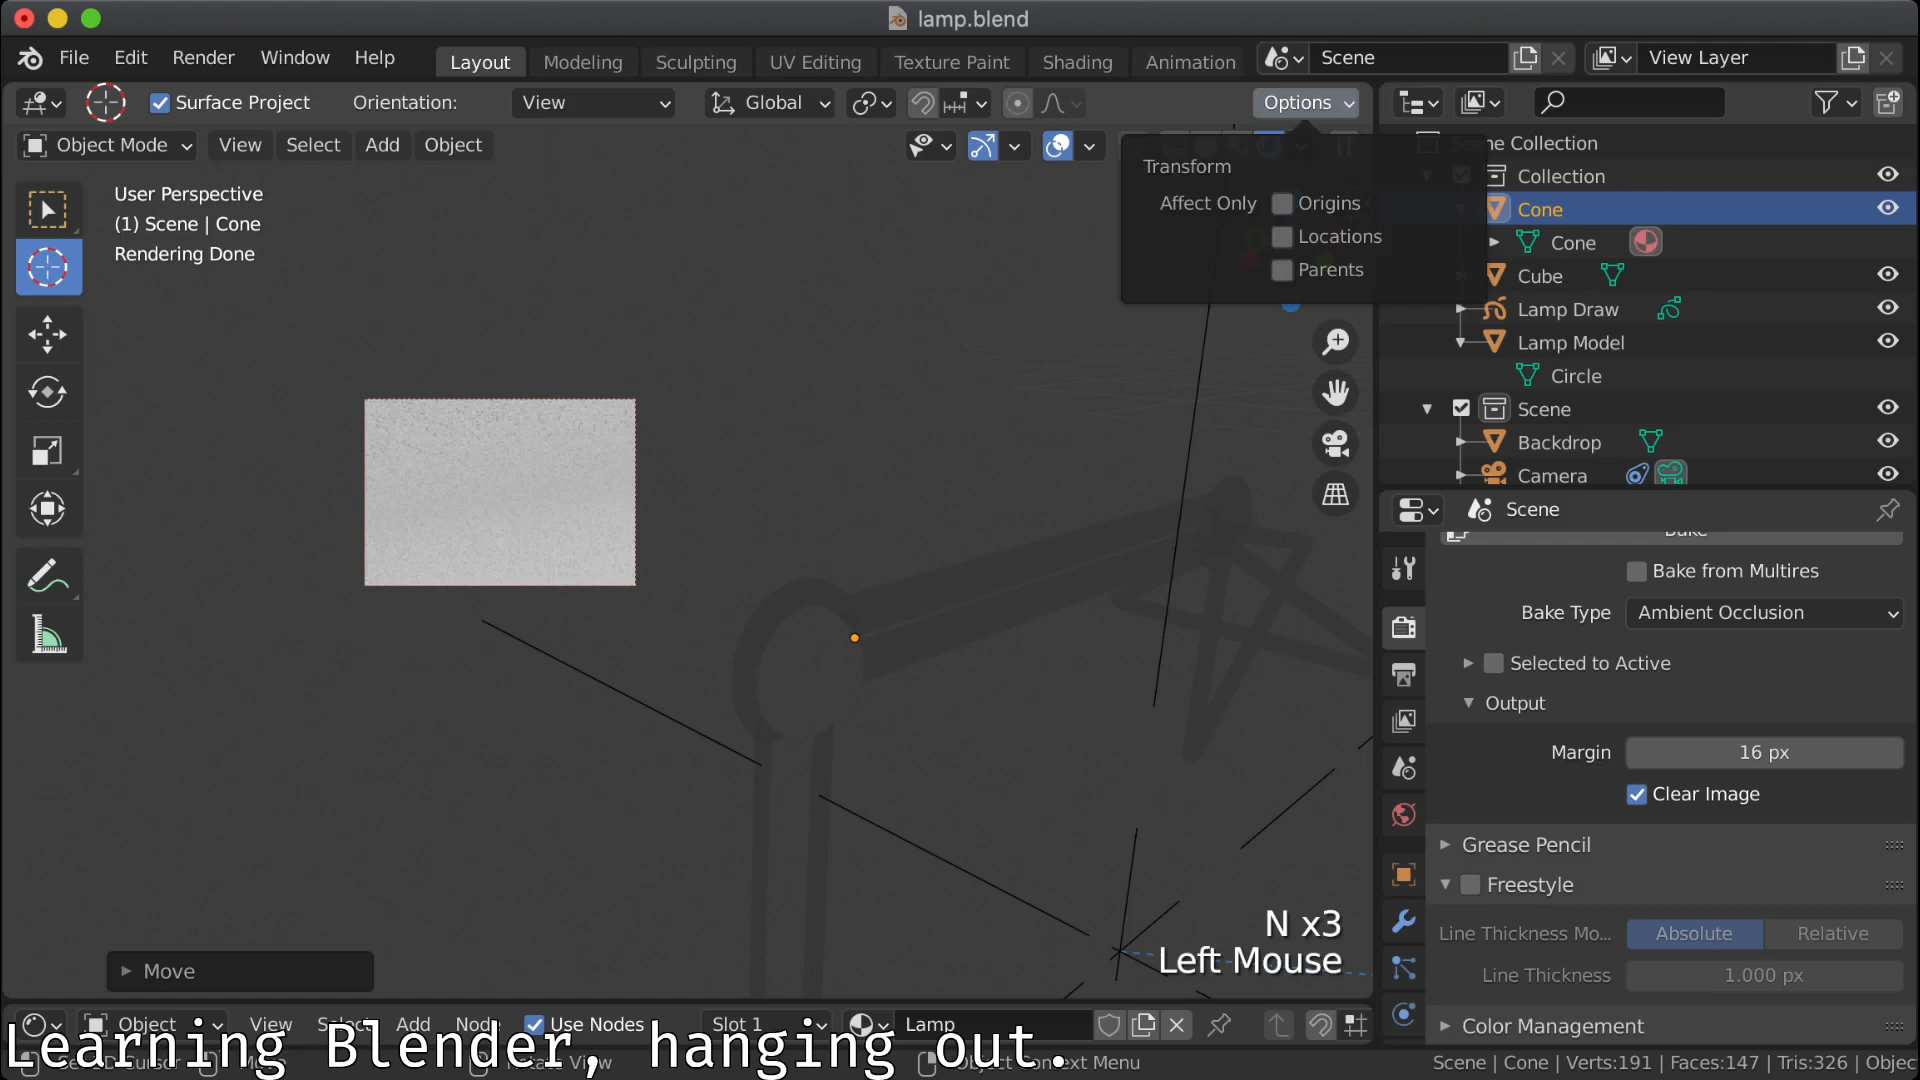 lamp.blend
File Edit Render Window Help Layout Modeling Sculpting UV Editing Texture Paint Shading Animation Scene View Layer
Surface Project Orientation: View Global Options
Object Mode View Select Add Object
User Perspective
(1) Scene | Cone
Rendering Done
Transform
Affect Only Origins
Locations
Parents
Collection
Cone
Cone
Cube
Lamp Draw
Lamp Model
Circle
Scene
Backdrop
Camera
Scene
Bake
Bake from Multires
Bake Type Ambient Occlusion
Selected to Active
Output
Margin 16 px
Clear Image
Grease Pencil
Freestyle
Line Thickness Mo... Absolute Relative
Line Thickness 1.000 px
Color Management
N x3
Left Mouse
Move
Object View Select Add Node Use Nodes Slot 1 Lamp
Learning Blender, hanging out.
Context Menu
Scene | Cone | Verts:191 | Faces:147 | Tris:326 | Objec